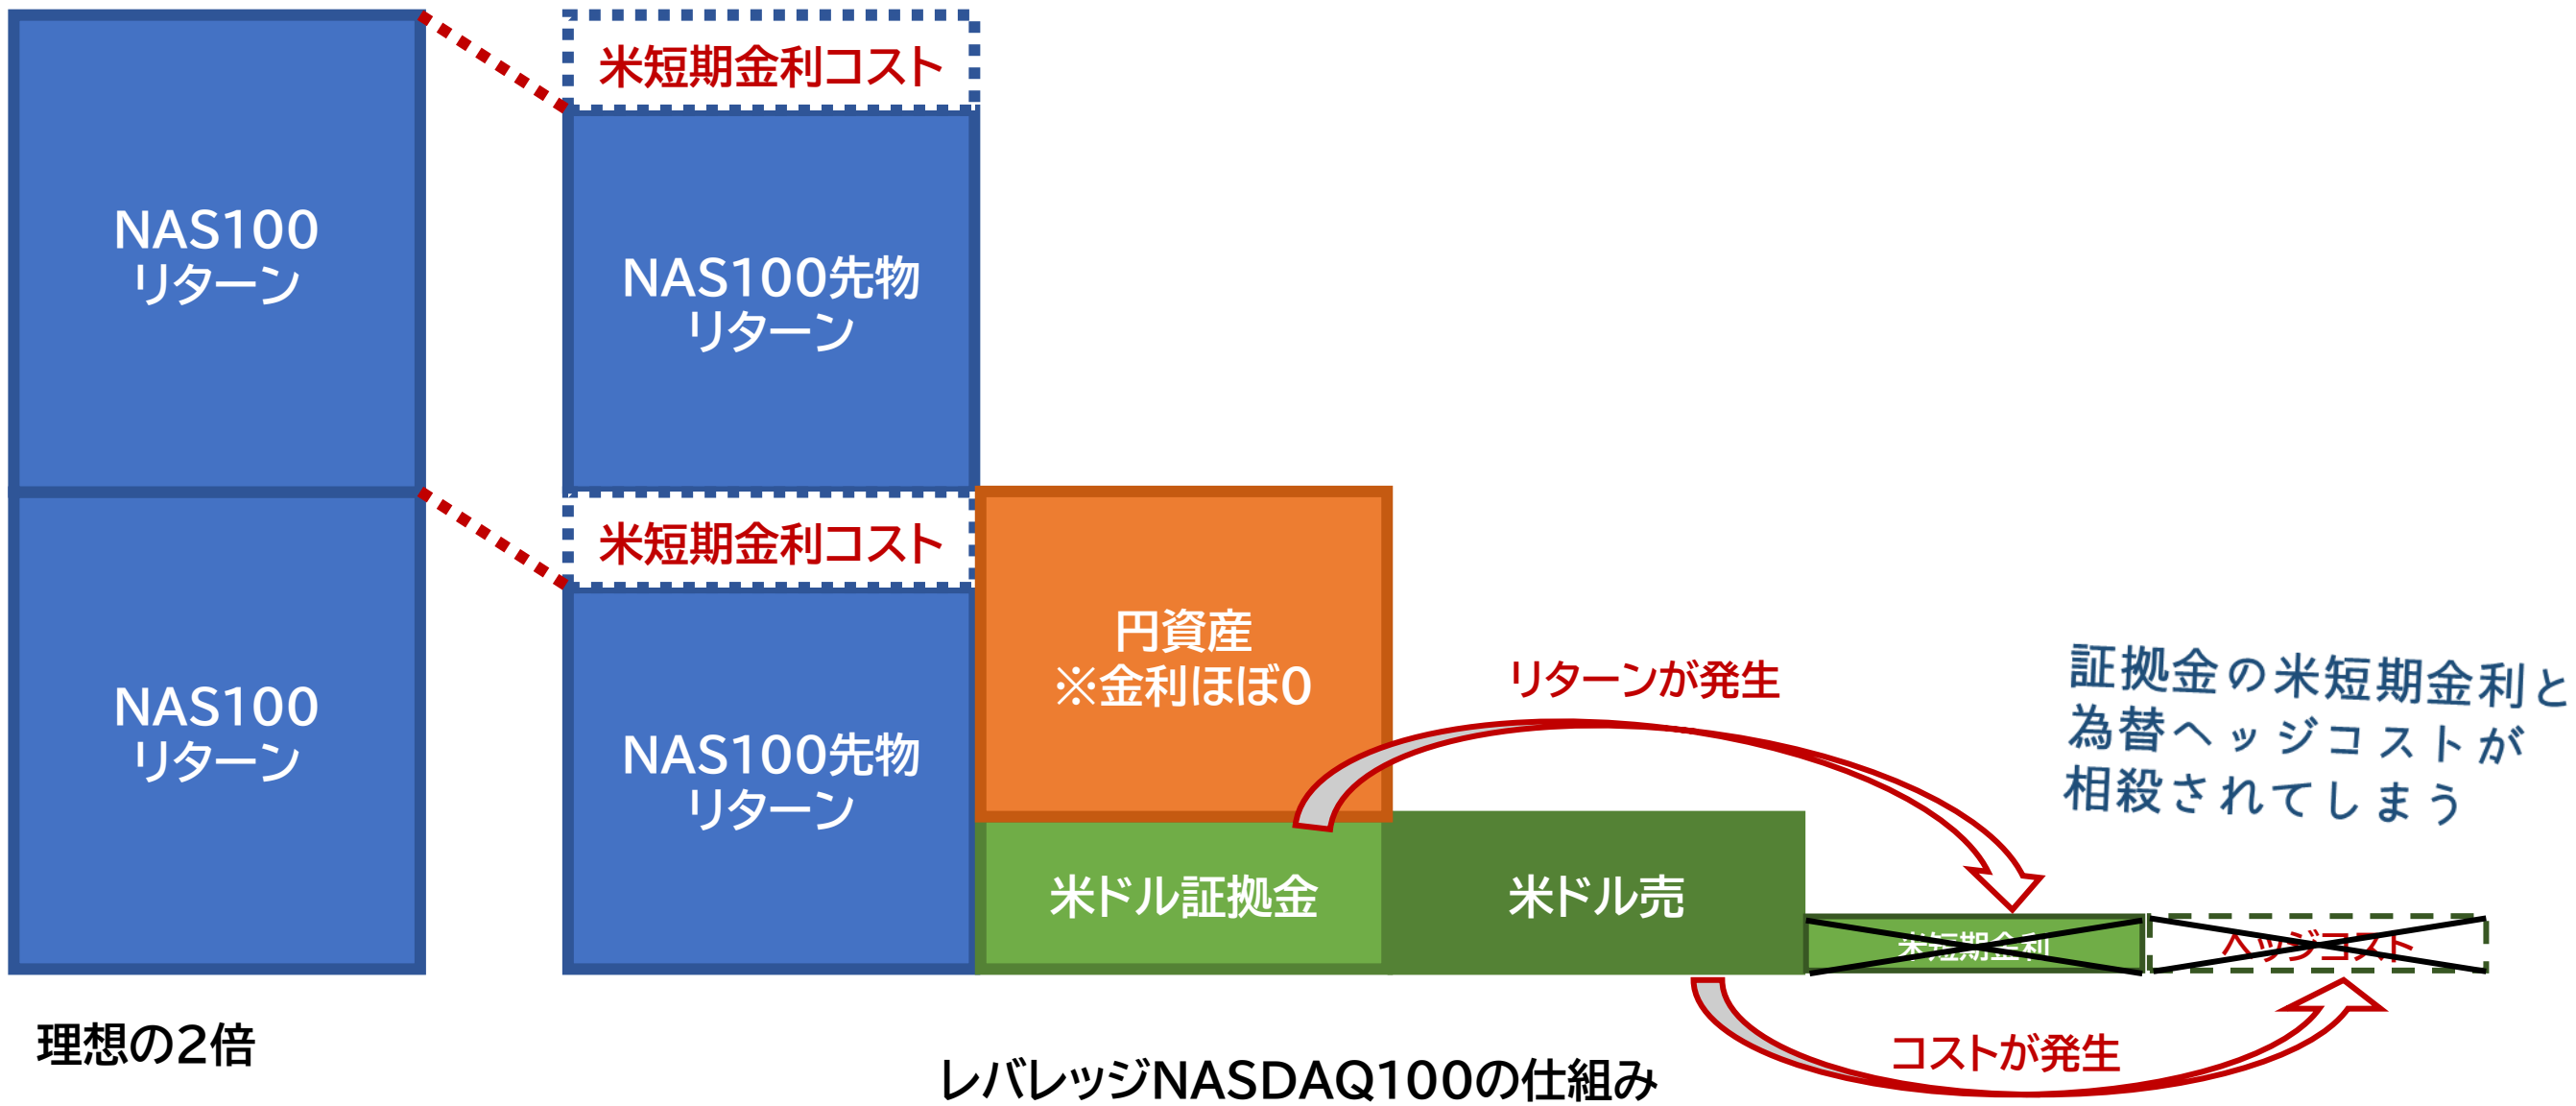 NAS100
リターン
NAS100
リターン
理想の2倍
米短期金利コスト
NAS100先物
リターン
米短期金利コスト
NAS100先物
リターン
円資産
※金利ほぼ0
米ドル証拠金
米ドル売
リターンが発生
証拠金の米短期金利と
為替ヘッジコストが
相殺されてしまう
米短期金利
ヘッジコスト
コストが発生
レバレッジNASDAQ100の仕組み